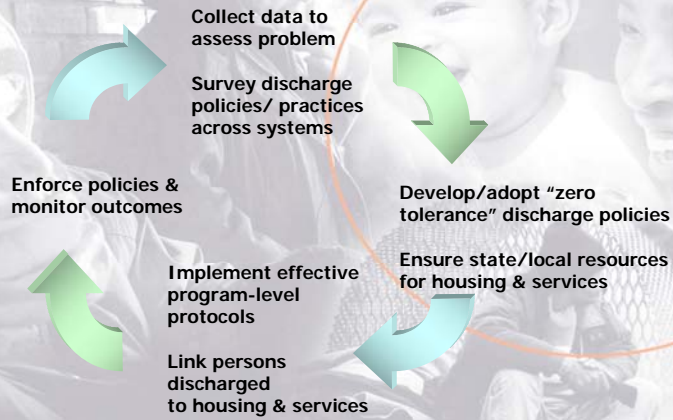 Collect data to
assess problem
Survey discharge
policies/ practices
across systems
Develop/adopt “zero
tolerance” discharge policies
Ensure state/local resources
for housing & services
Implement effective
program-level
protocols
Link persons
discharged
to housing & services
Enforce policies &
monitor outcomes